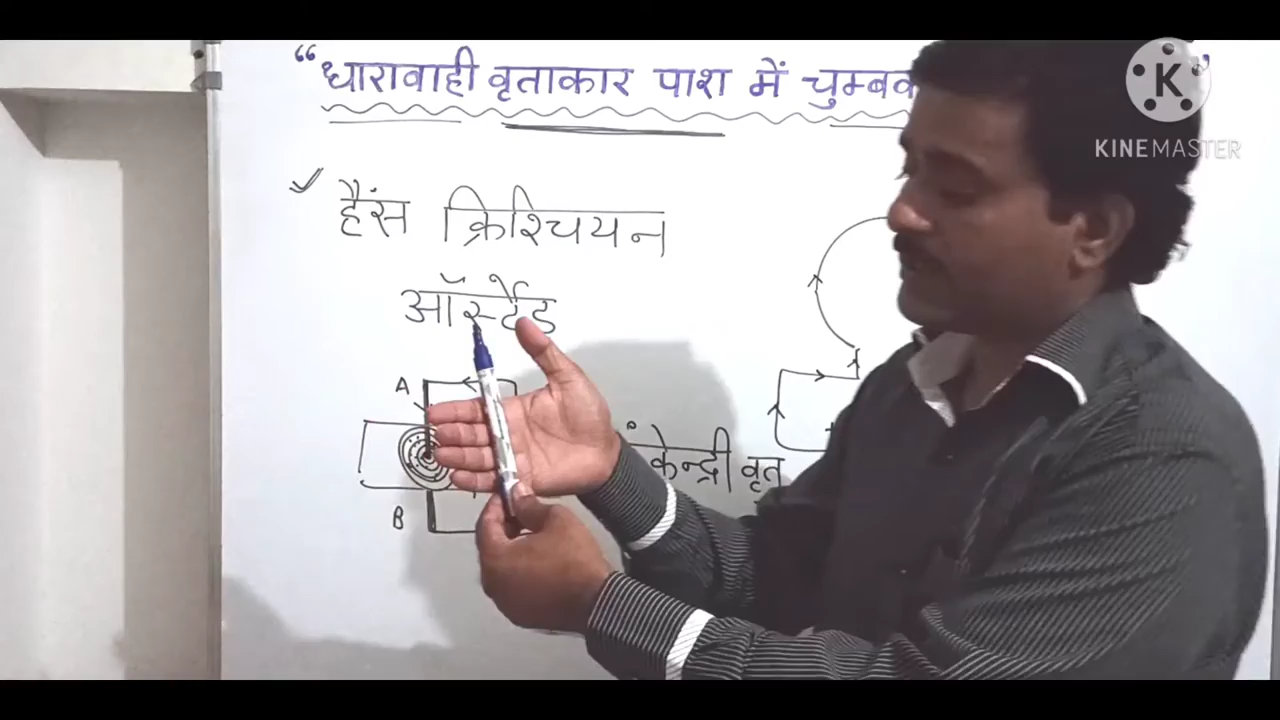 “धारावाही वृताकार पाश में चुम्बक
हैंस क्रिश्चियन
ऑर्स्टेड
A
B
केन्द्री वृत
K
KINEMASTER